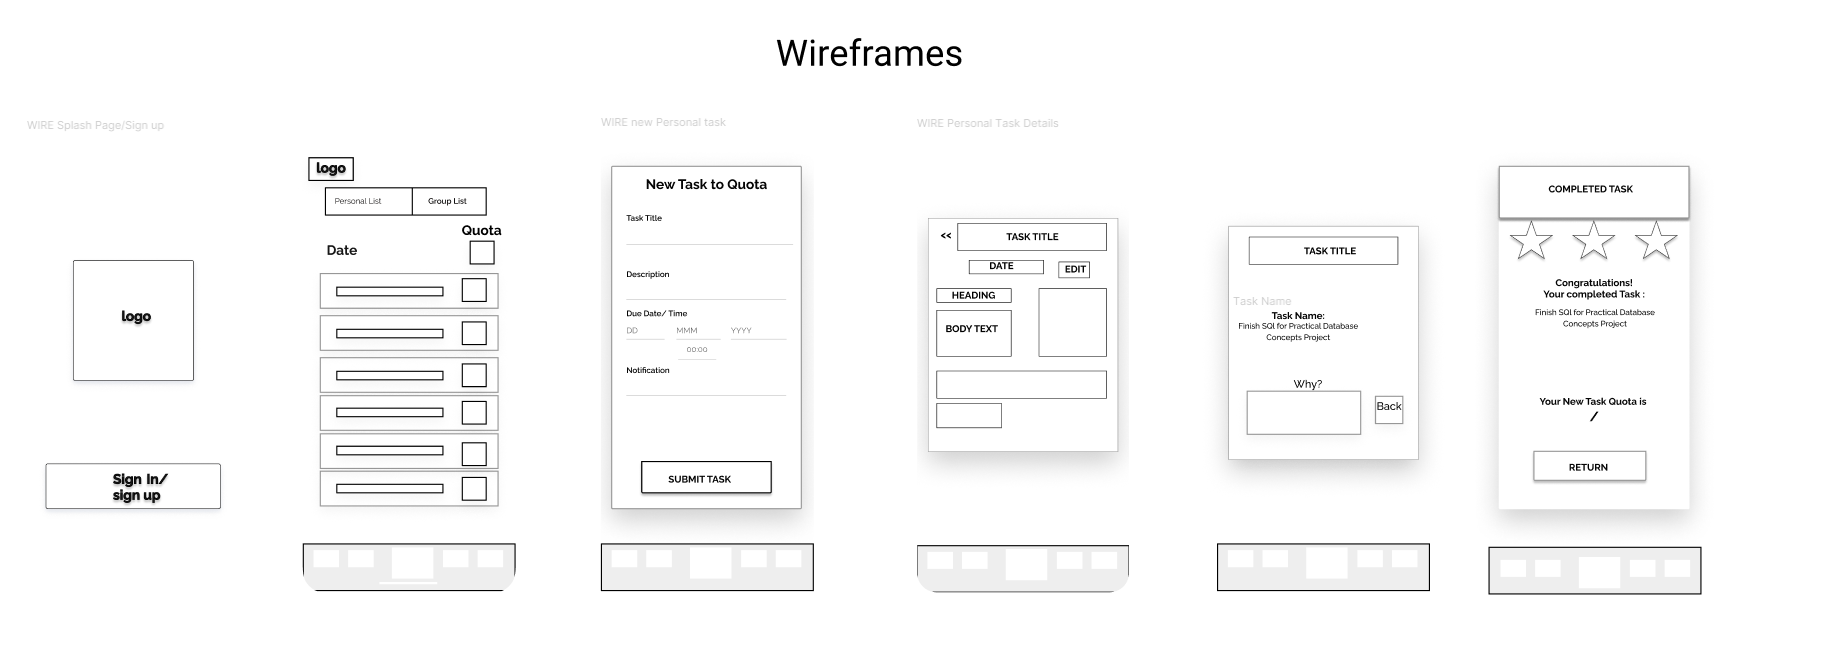 Wireframes
WIRE Splash Page/Sign up
logo
Sign In/
sign up
logo
Personal List
Group List
Quota
Date
WIRE new Personal task
New Task to Quota
Task Title
Description
Due Date/ Time
DD
MMM
YYYY
00:00
Notification
SUBMIT TASK
WIRE Personal Task Details
<<
TASK TITLE
DATE
EDIT
HEADING
BODY TEXT
TASK TITLE
Task Name
Task Name:
Finish SQl for Practical Database
Concepts Project
Why?
Back
COMPLETED TASK
Congratulations!
Your completed Task :
Finish SQl for Practical Database
Concepts Project
Your New Task Quota is
/
RETURN